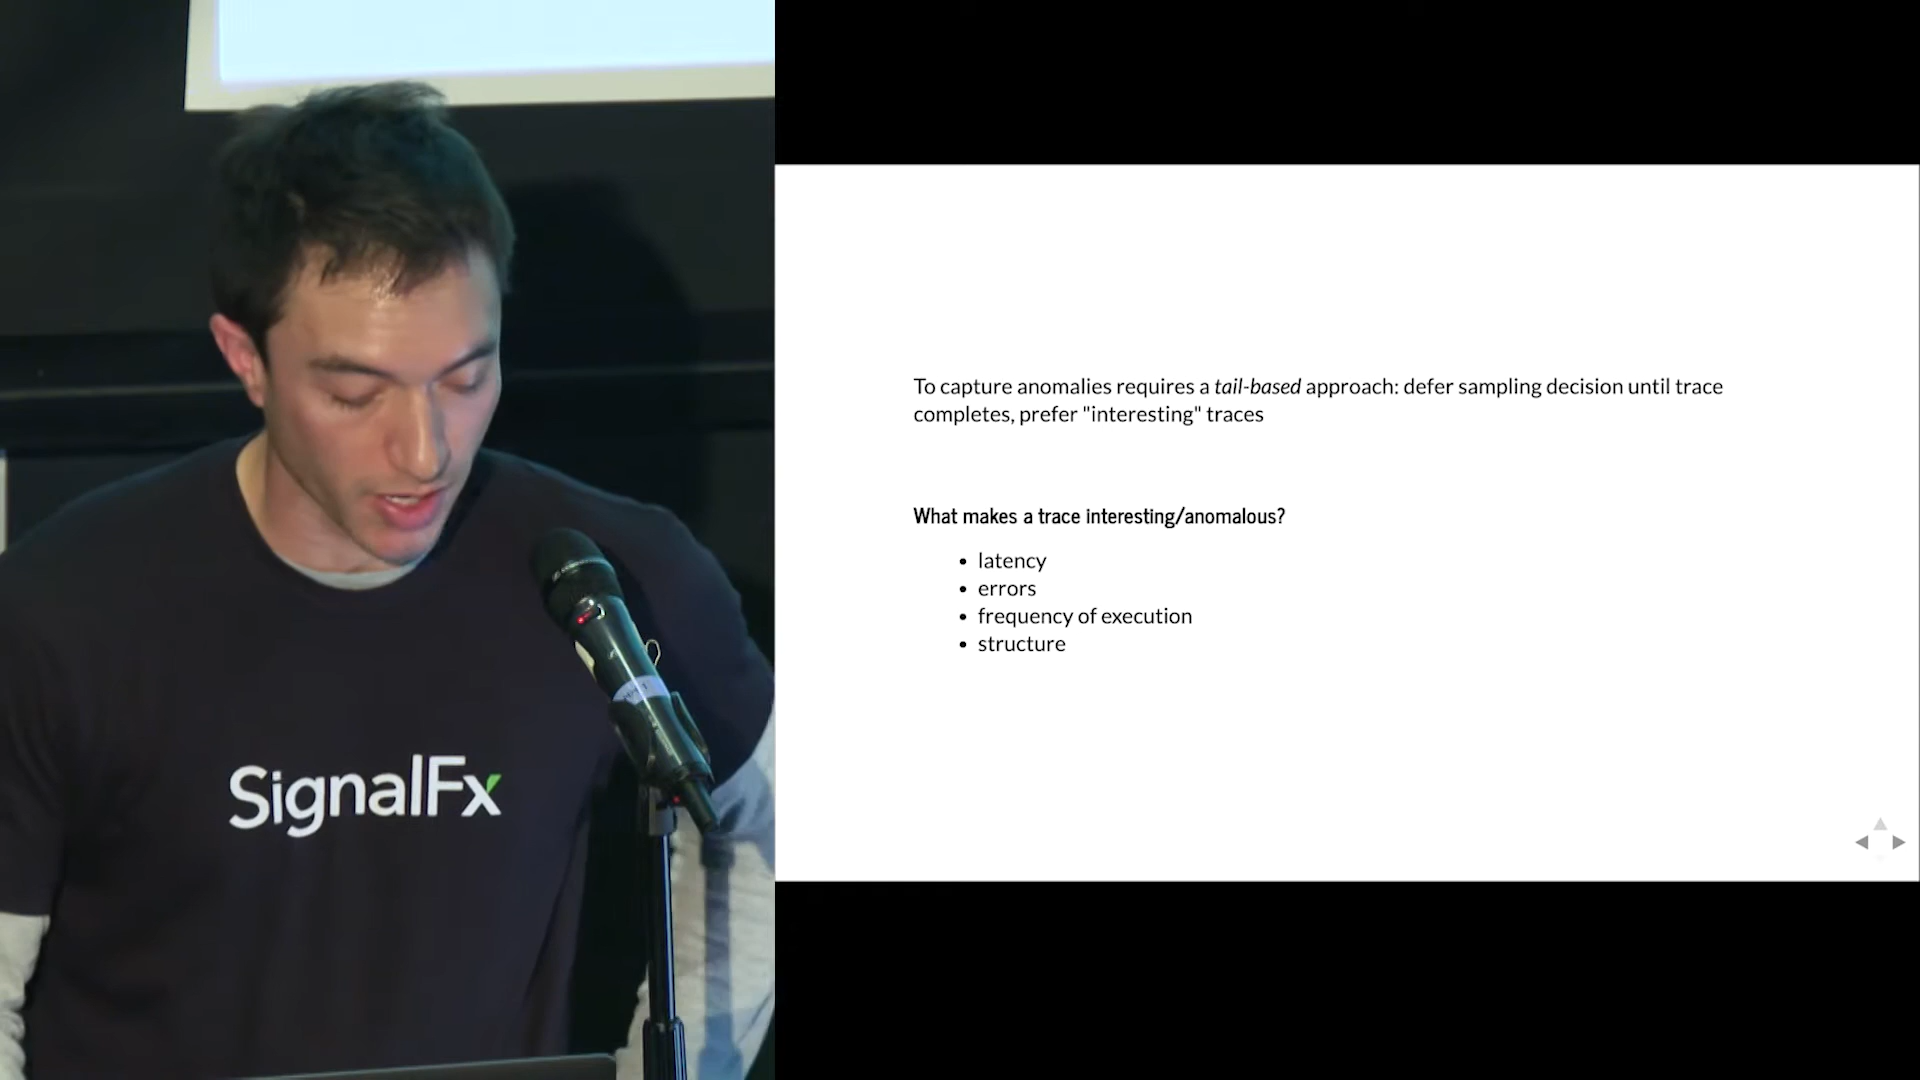 SignalFx
To capture anomalies requires a tail-based approach: defer sampling decision until trace
completes, prefer "interesting" traces
What makes a trace interesting/anomalous?
latency
errors
frequency of execution
structure